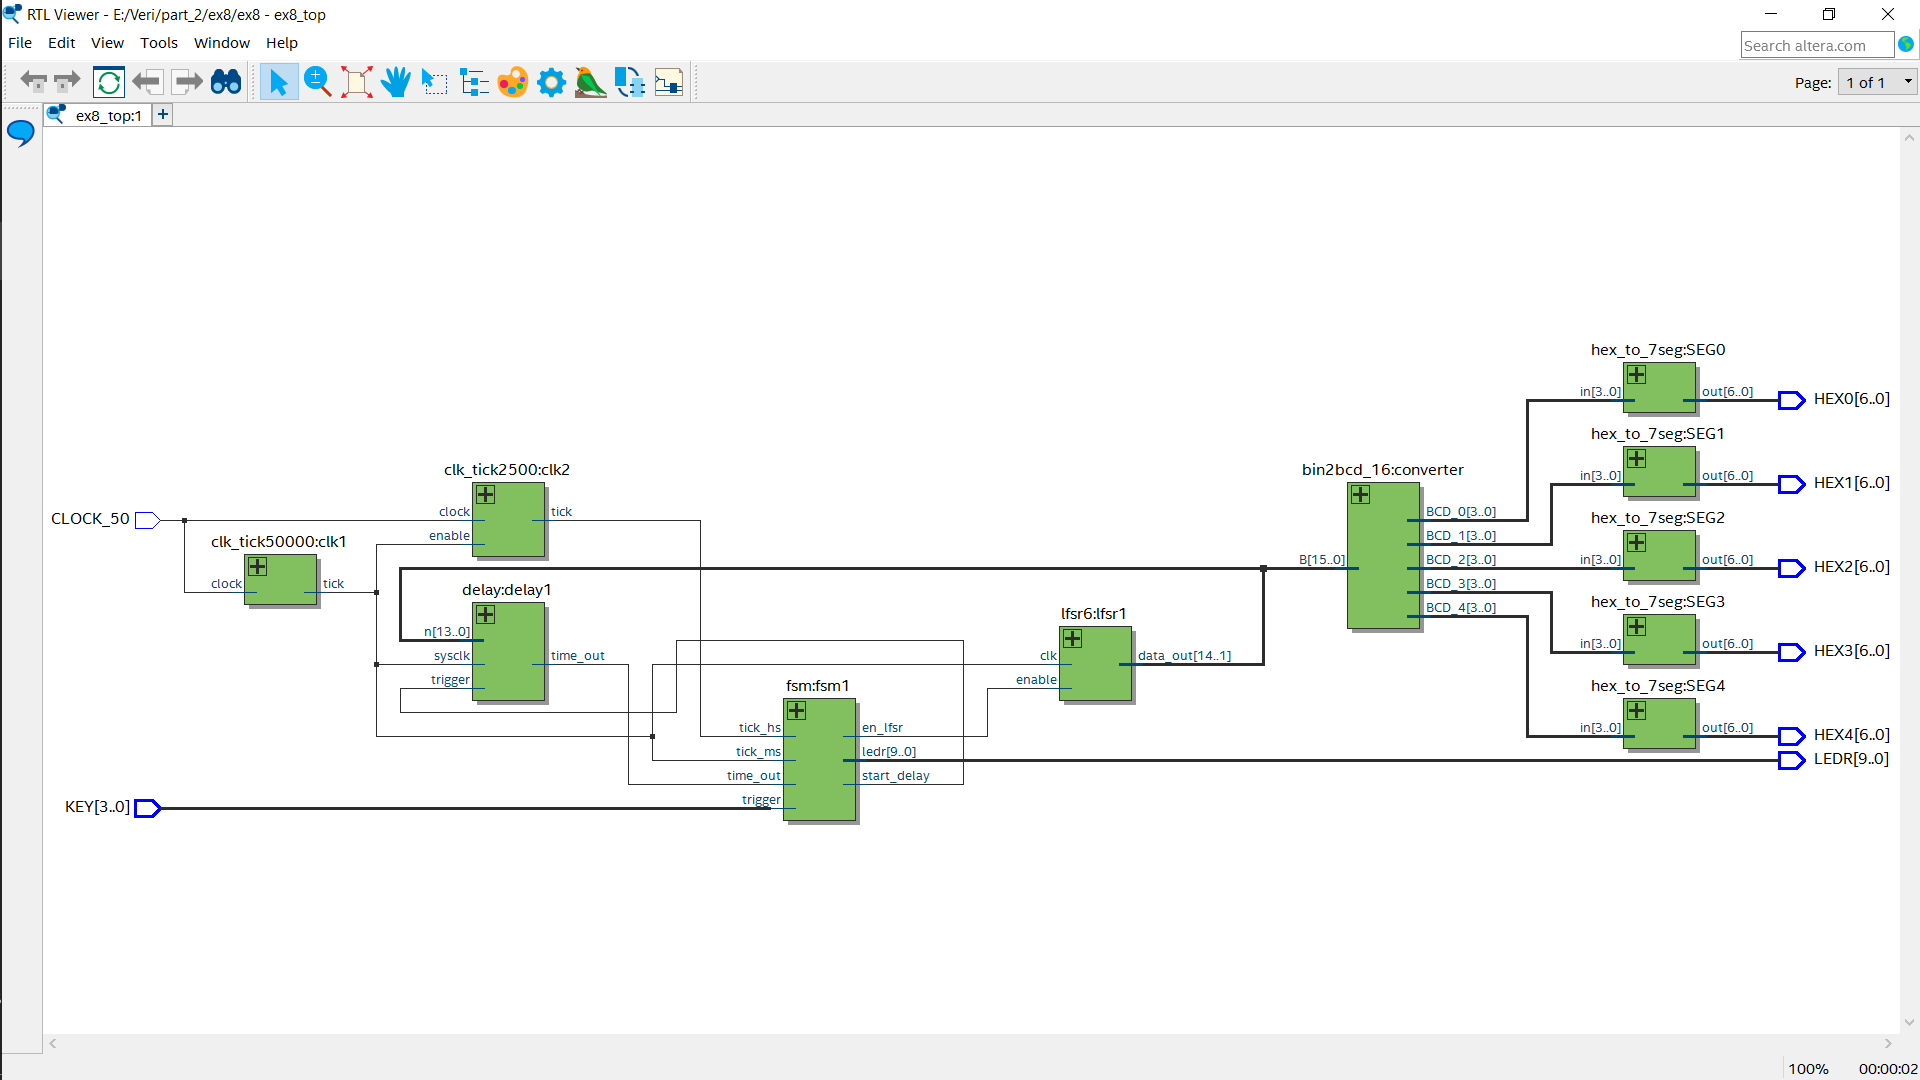 RTL Viewer - E:/Veri/part_2/ex8/ex8 - ex8_top
File Edit View Tools Window Help
Search altera.com
Page: 1 of 1
ex8_top:1
hex_to_7seg:SEG0
in[3..0] out[6..0] HEX0[6..0]
hex_to_7seg:SEG1
in[3..0] out[6..0] HEX1[6..0]
hex_to_7seg:SEG2
in[3..0] out[6..0] HEX2[6..0]
hex_to_7seg:SEG3
in[3..0] out[6..0] HEX3[6..0]
hex_to_7seg:SEG4
in[3..0] out[6..0] HEX4[6..0]
LEDR[9..0]
clk_tick2500:clk2
clock tick
enable
CLOCK_50
clk_tick50000:clk1
clock tick
delay:delay1
n[13..0]
sysclk time_out
trigger
fsm:fsm1
tick_hs en_lfsr
tick_ms ledr[9..0]
time_out start_delay
trigger
KEY[3..0]
lfsr6:lfsr1
clk data_out[14..1]
enable
bin2bcd_16:converter
B[15..0]
BCD_0[3..0]
BCD_1[3..0]
BCD_2[3..0]
BCD_3[3..0]
BCD_4[3..0]
100% 00:00:02